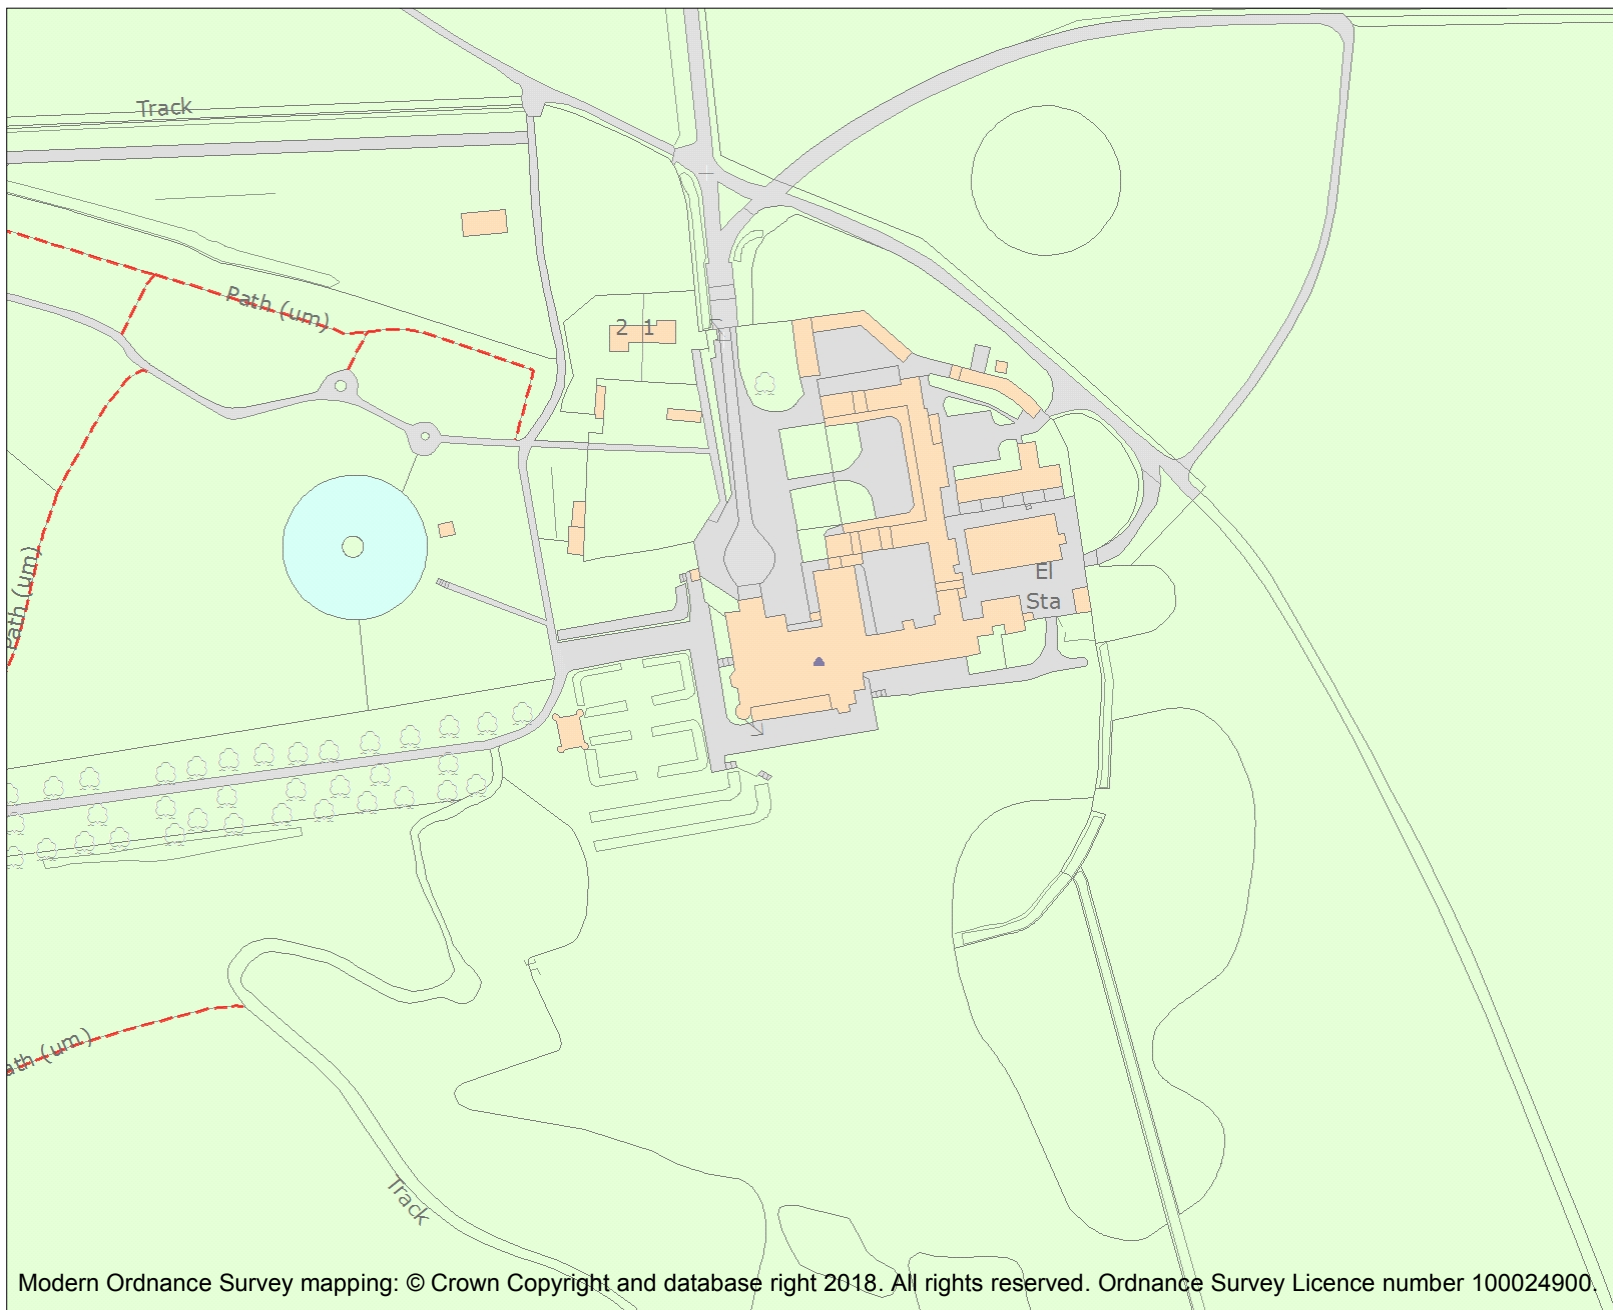 Track
Path (um)
2 1
Path (um)
El
Sta
ath (um)
Track
Modern Ordnance Survey mapping: © Crown Copyright and database right 2018. All rights reserved. Ordnance Survey Licence number 100024900.